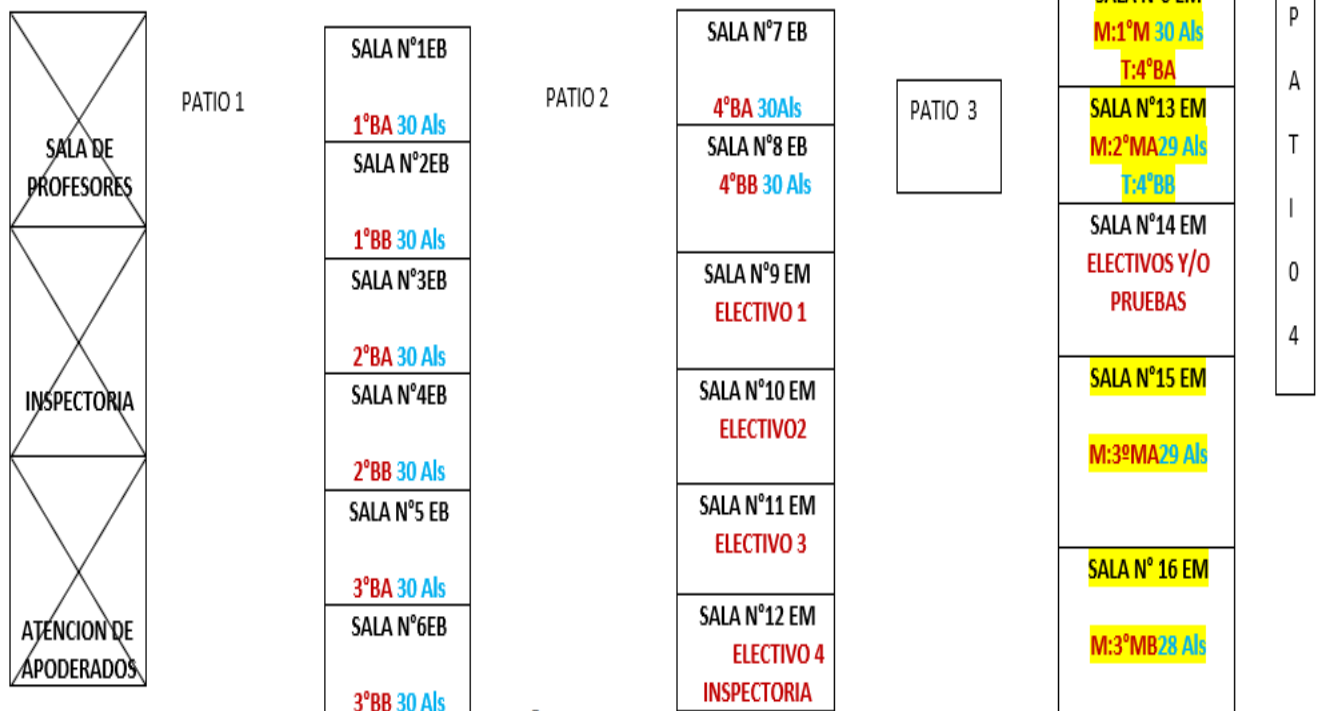 SALA DE
PROFESORES
INSPECTORIA
ATENCION DE
APODERADOS
PATIO 1
SALA N°1EB
1°BA 30 Als
SALA N°2EB
1°BB 30 Als
SALA N°3EB
2°BA 30 Als
SALA N°4EB
2°BB 30 Als
SALA N°5 EB
3°BA 30 Als
SALA N°6EB
3°BB 30 Als
PATIO 2
SALA N°7 EB
4°BA 30Als
SALA N°8 EB
4°BB 30 Als
SALA N°9 EM
ELECTIVO 1
SALA N°10 EM
ELECTIVO2
SALA N°11 EM
ELECTIVO 3
SALA N°12 EM
ELECTIVO 4
INSPECTORIA
PATIO 3
M:1°M 30 Als
T:4°BA
SALA N°13 EM
M:2°MA29 Als
T:4°BB
SALA N°14 EM
ELECTIVOS Y/O
PRUEBAS
SALA N°15 EM
M:3ºMA29 Als
SALA N° 16 EM
M:3°MB28 Als
P
A
T
I
0
4